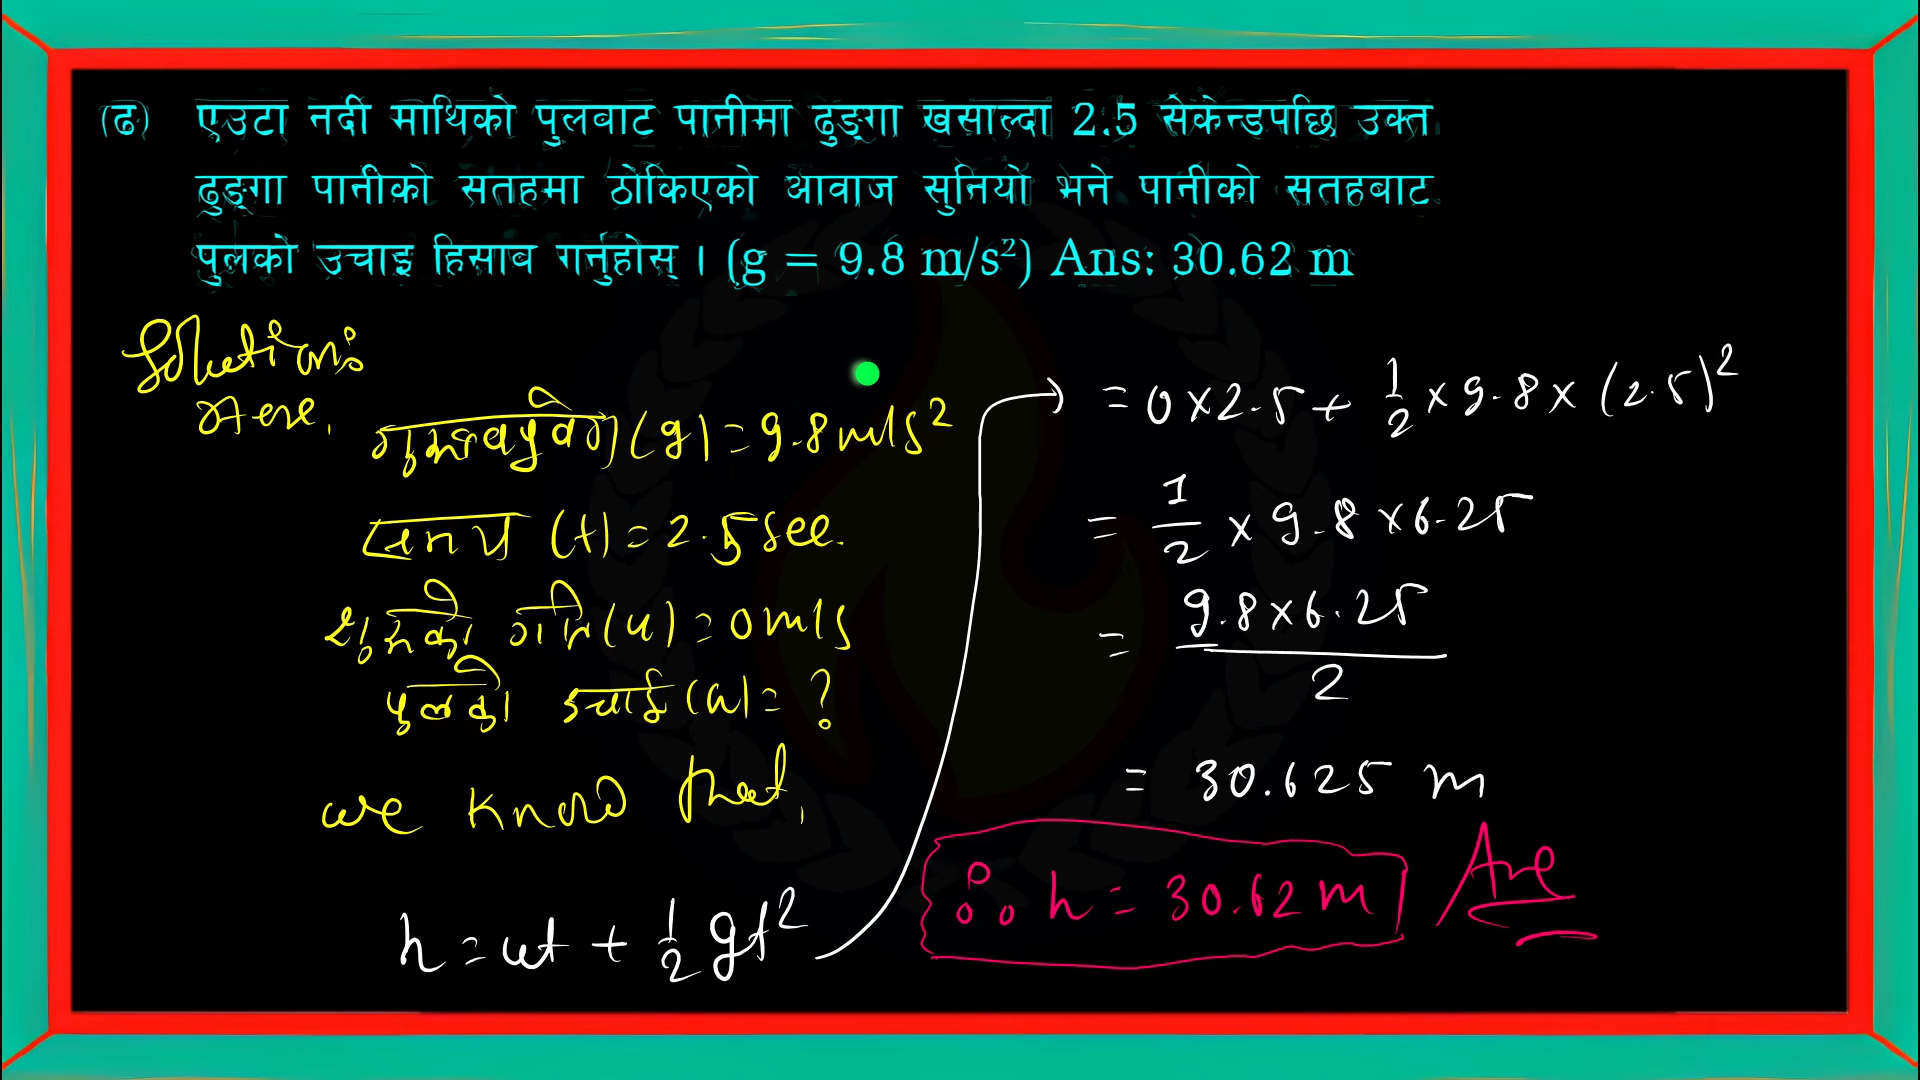 (ढ) एउटा नदी माथिको पुलबाट पानीमा ढुङ्गा खसाल्दा 2.5 सेकेन्डपछि उक्त
ढुङ्गा पानीको सतहमा ठोकिएको आवाज सुनियो भने पानीको सतहबाट
पुलको उचाइ हिसाब गर्नुहोस् । (g = 9.8 m/s²) Ans: 30.62 m
Solution:
Here,
गुरुत्वप्रवेग (g) = 9.8 m/s²
समय (t) = 2.5 sec.
सुरुको गति (u) = 0 m/s
पुलको उचाई (h) = ?
we know that,
h = ut + 1/2 gt²
= 0 × 2.5 + 1/2 × 9.8 × (2.5)²
= 1/2 × 9.8 × 6.25
= 9.8 × 6.25 / 2
= 30.625 m
∴ h = 30.62 m Ans